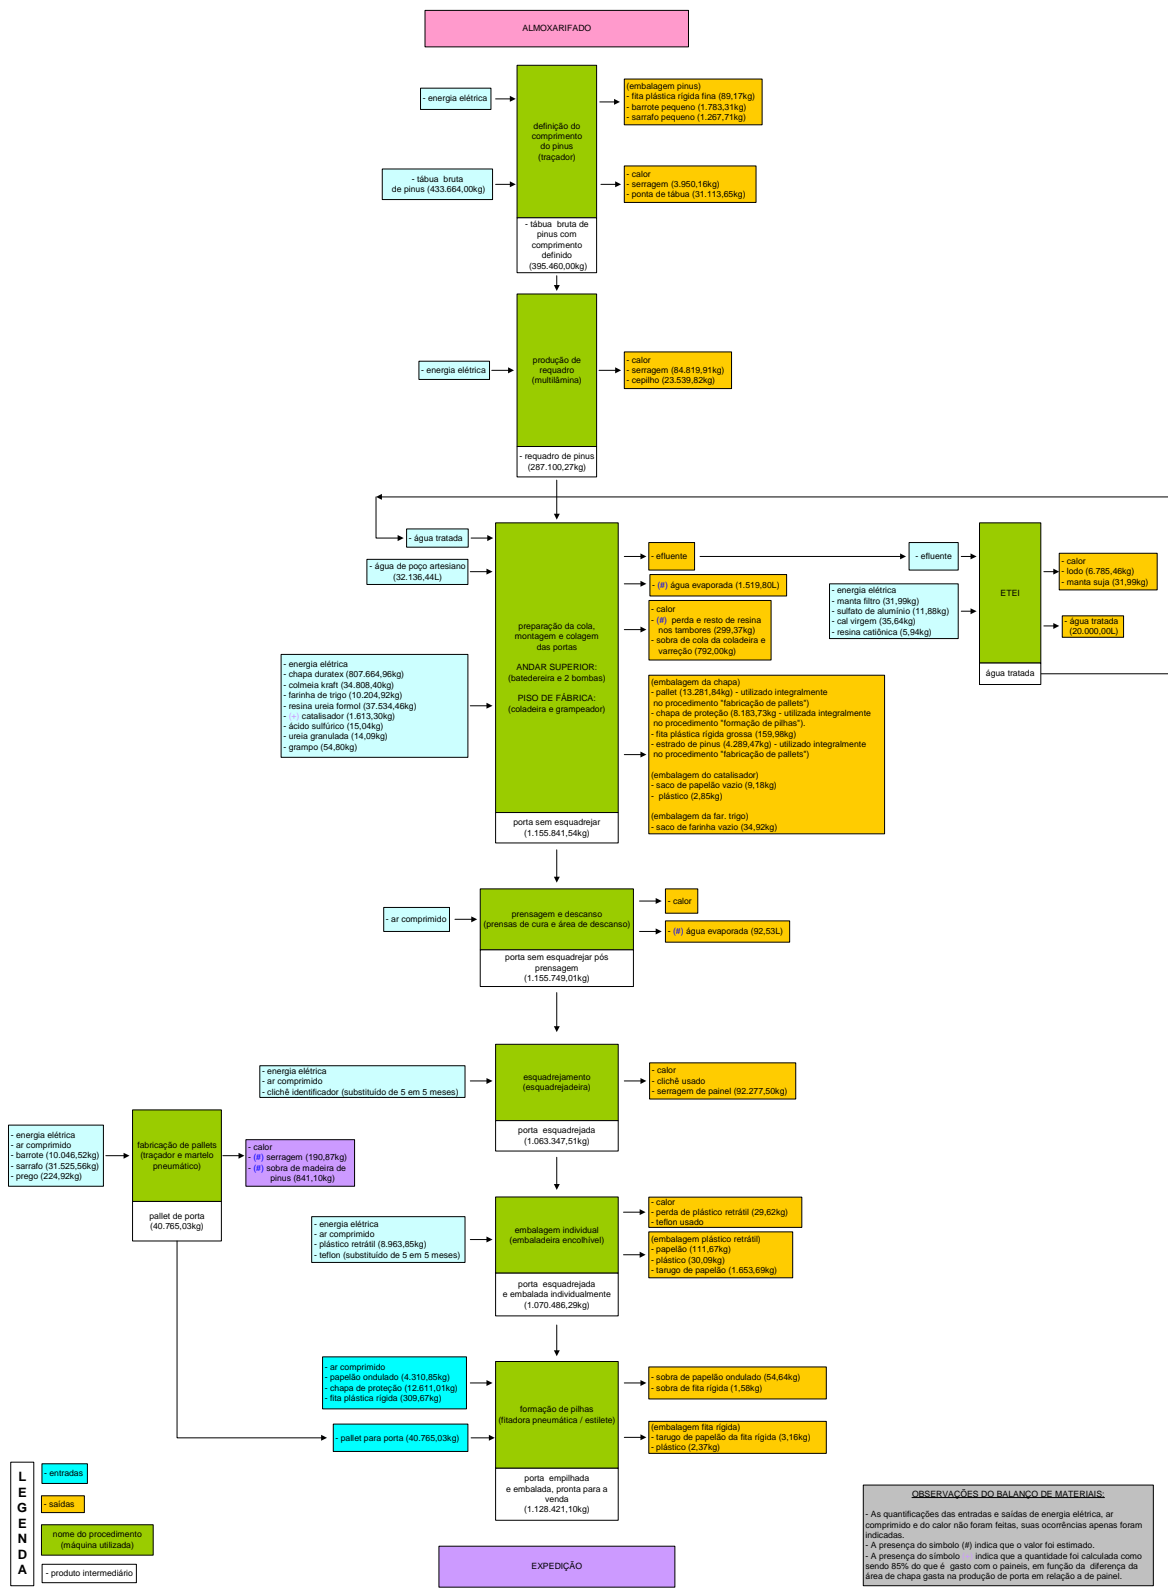 ALMOXARIFADO
- energia elétrica
definição do
comprimento
do pinus
(traçador)
(embalagem pinus)
- fita plástica rígida fina (89,17kg)
- barrote pequeno (1.783,31kg)
- sarrafo pequeno (1.267,71kg)
- tábua bruta
de pinus (433.664,00kg)
- calor
- serragem (3.950,16kg)
- ponta de tábua (31.113,65kg)
- tábua bruta de
pinus com
comprimento
definido
(395.460,00kg)
- energia elétrica
produção de
requadro
(multilâmina)
- calor
- serragem (84.819,91kg)
- cepilho (23.539,82kg)
- requadro de pinus
(287.100,27kg)
- água tratada
- água de poço artesiano
(32.136,44L)
- energia elétrica
- chapa duratex (807.664,96kg)
- colmeia kraft (34.808,40kg)
- farinha de trigo (10.204,92kg)
- resina ureia formol (37.534,46kg)
- (+) catalisador (1.613,30kg)
- ácido sulfúrico (15,04kg)
- ureia granulada (14,09kg)
- grampo (54,80kg)
preparação da cola,
montagem e colagem
das portas
ANDAR SUPERIOR:
(batedereira e 2 bombas)
PISO DE FÁBRICA:
(coladeira e grampeador)
porta sem esquadrejar
(1.155.841,54kg)
- efluente
- (#) água evaporada (1.519,80L)
- calor
- (#) perda e resto de resina
nos tambores (299,37kg)
- sobra de cola da coladeira e
varreção (792,00kg)
(embalagem da chapa)
- pallet (13.281,84kg) - utilizado integralmente
no procedimento "fabricação de pallets")
- chapa de proteção (8.183,73kg - utilizada integralmente
no procedimento "formação de pilhas").
- fita plástica rígida grossa (159,98kg)
- estrado de pinus (4.289,47kg) - utilizado integralmente
no procedimento "fabricação de pallets")
(embalagem do catalisador)
- saco de papelão vazio (9,18kg)
- plástico (2,85kg)
(embalagem da far. trigo)
- saco de farinha vazio (34,92kg)
- efluente
- energia elétrica
- manta filtro (31,99kg)
- sulfato de alumínio (11,88kg)
- cal virgem (35,64kg)
- resina catiônica (5,94kg)
ETEI
água tratada
- calor
- lodo (6.785,46kg)
- manta suja (31,99kg)
- água tratada
(20.000,00L)
- ar comprimido
prensagem e descanso
(prensas de cura e área de descanso)
porta sem esquadrejar pós
prensagem
(1.155.749,01kg)
- calor
- (#) água evaporada (92,53L)
- energia elétrica
- ar comprimido
- clichê identificador (substituído de 5 em 5 meses)
esquadrejamento
(esquadrejadeira)
porta esquadrejada
(1.063.347,51kg)
- calor
- clichê usado
- serragem de painel (92.277,50kg)
- energia elétrica
- ar comprimido
- barrote (10.046,52kg)
- sarrafo (31.525,56kg)
- prego (224,92kg)
fabricação de pallets
(traçador e martelo
pneumático)
pallet de porta
(40.765,03kg)
- calor
- (#) serragem (190,87kg)
- (#) sobra de madeira de
pinus (841,10kg)
- energia elétrica
- ar comprimido
- plástico retrátil (8.963,85kg)
- teflon (substituído de 5 em 5 meses)
embalagem individual
(embaladeira encolhível)
porta esquadrejada
e embalada individualmente
(1.070.486,29kg)
- calor
- perda de plástico retrátil (29,62kg)
- teflon usado
(embalagem plástico retrátil)
- papelão (111,67kg)
- plástico (30,09kg)
- tarugo de papelão (1.653,69kg)
- ar comprimido
- papelão ondulado (4.310,85kg)
- chapa de proteção (12.611,01kg)
- fita plástica rígida (309,67kg)
- pallet para porta (40.765,03kg)
formação de pilhas
(fitadora pneumática / estilete)
porta empilhada
e embalada, pronta para a
venda
(1.128.421,10kg)
- sobra de papelão ondulado (54,64kg)
- sobra de fita rígida (1,58kg)
(embalagem fita rígida)
- tarugo de papelão da fita rígida (3,16kg)
- plástico (2,37kg)
LEGENDA
- entradas
- saídas
nome do procedimento
(máquina utilizada)
- produto intermediário
EXPEDIÇÃO
OBSERVAÇÕES DO BALANÇO DE MATERIAIS:
- As quantificações das entradas e saídas de energia elétrica, ar
comprimido e do calor não foram feitas, suas ocorrências apenas foram
indicadas.
- A presença do simbolo (#) indica que o valor foi estimado.
- A presença do símbolo indica que a quantidade foi calculada como
sendo 85% do que é gasto com o paineis, em função da diferença da
área de chapa gasta na produção de porta em relação a de painel.